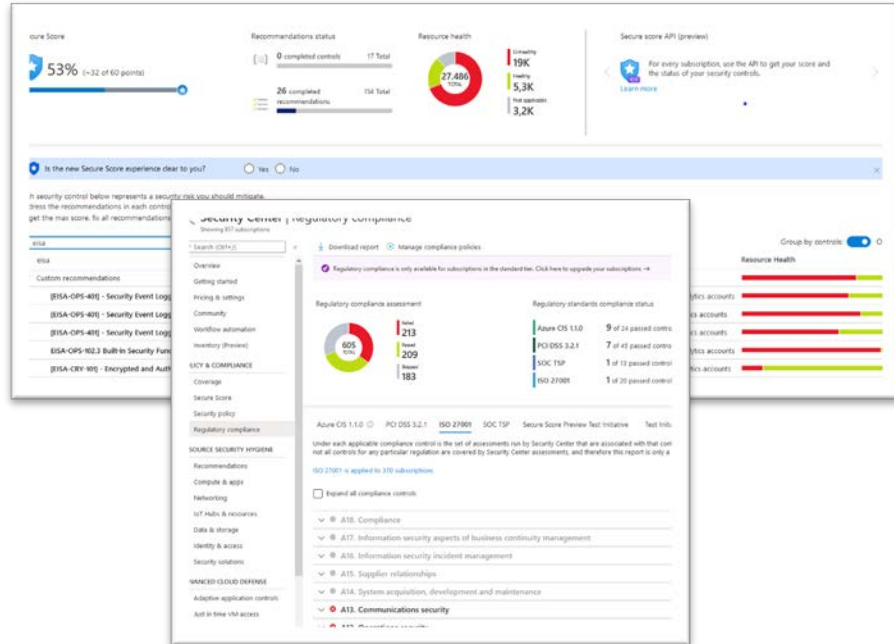 cure Score
Recommendations status
Resource health
Secure score API (preview)
53% (~32 of 60 points)
0 completed controls 17 Total
26 completed recommendations 154 Total
27.486
TOTAL
Unhealthy
19K
Healthy
5,3K
Not applicable
3,2K
For every subscription, use the API to get your score and
the status of your security controls.
Learn more
Is the new Secure Score experience clear to you? Yes No
h security control below represents a security risk you should mitigate.
dress the recommendations in each contro
get the max score, fix all recommendations
eisa
Group by controls:
eisa
Resource Health
Custom recommendations
[EISA-OPS-401] - Security Event Logg
ytics accounts
[EISA-OPS-401] - Security Event Logg
ics accounts
[EISA-OPS-401] - Security Event Logg
tics accounts
EISA-OPS-102.3 Built-in Security Func
ytics accounts
[EISA-CRY-101] - Encrypted and Auth
tics accounts
Security Center | Regulatory compliance
Showing 857 subscriptions
Search (Ctrl+/)
Download report
Manage compliance policies
Regulatory compliance is only available for subscriptions in the standard tier. Click here to upgrade your subscriptions →
Overview
Getting started
Pricing & settings
Community
Workflow automation
Inventory (Preview)
LICY & COMPLIANCE
Coverage
Secure Score
Security policy
Regulatory compliance
SOURCE SECURITY HYGIENE
Recommendations
Compute & apps
Networking
IoT Hubs & resources
Data & storage
Identity & access
Security solutions
VANCED CLOUD DEFENSE
Adaptive application controls
Just in time VM access
Regulatory compliance assessment
605
TOTAL
Failed
213
Passed
209
Skipped
183
Regulatory standards compliance status
Azure CIS 1.1.0 9 of 24 passed contro
PCI DSS 3.2.1 7 of 43 passed contro
SOC TSP 1 of 13 passed control
ISO 27001 1 of 20 passed control
Azure CIS 1.1.0 PCI DSS 3.2.1 ISO 27001 SOC TSP Secure Score Preview Test Initiative Test Initi
Under each applicable compliance control is the set of assessments run by Security Center that are associated with that com
not all controls for any particular regulation are covered by Security Center assessments, and therefore this report is only a
ISO 27001 is applied to 310 subscriptions
Expand all compliance controls
A18. Compliance
A17. Information security aspects of business continuity management
A16. Information security incident management
A15. Supplier relationships
A14. System acquisition, development and maintenance
A13. Communications security
A12. Operations security